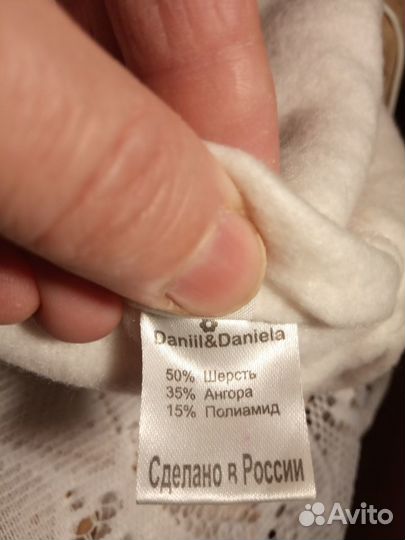 Daniil&Daniela
50% Шерсть
35% Ангора
15% Полиамид
Сделано в России
Avito